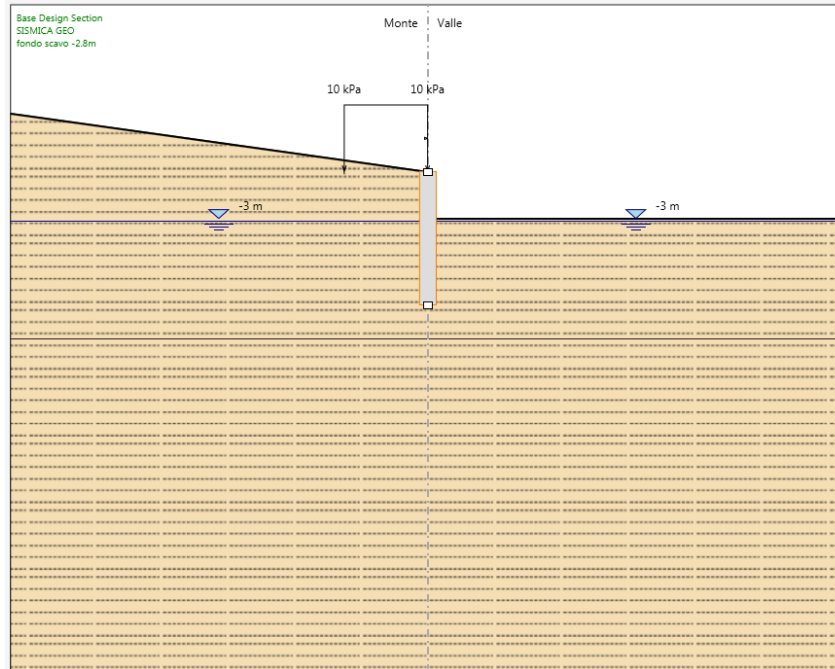 Base Design Section
SISMICA GEO
fondo scavo -2.8m
Monte Valle
10 kPa 10 kPa
-3 m -3 m